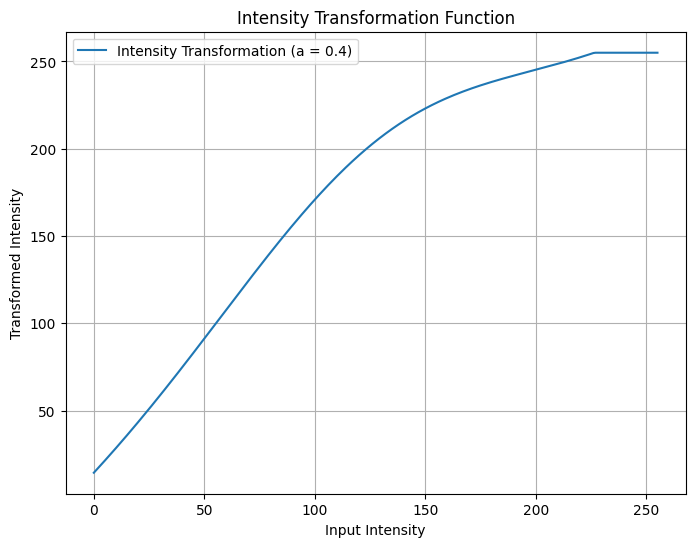 Intensity Transformation Function
Intensity Transformation (a = 0.4)
250
200
150
100
50
Transformed Intensity
0 50 100 150 200 250
Input Intensity